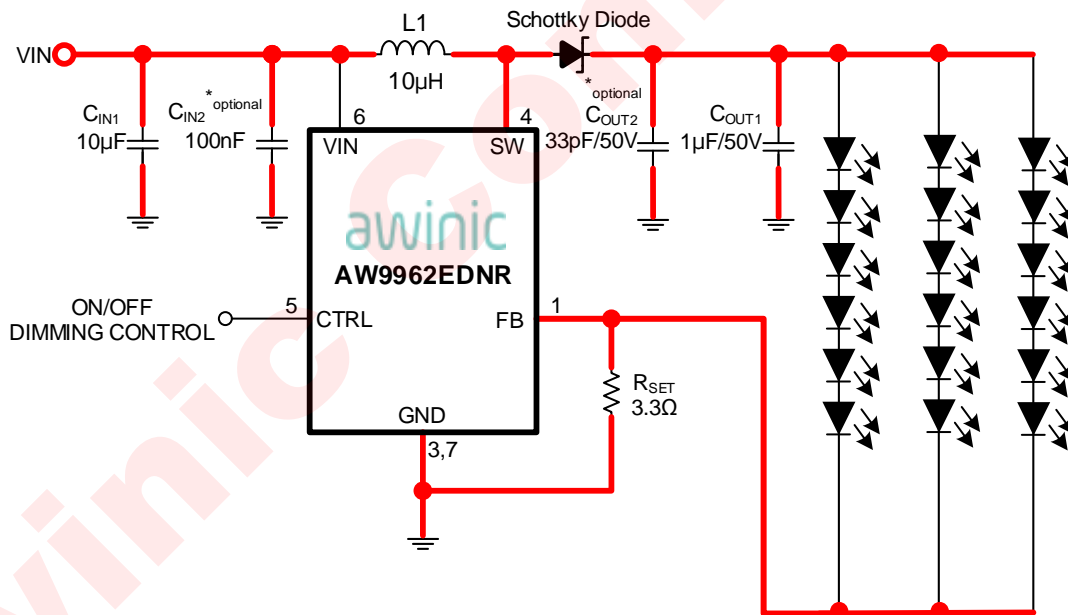 L1
Schottky Diode
VIN
10µH
*optional
*optional
CIN1
10µF
CIN2
100nF
6
VIN
4
SW
COUT2
33pF/50V
COUT1
1µF/50V
awinic
AW9962EDNR
ON/OFF
DIMMING CONTROL
5
CTRL
FB
1
RSET
3.3Ω
GND
3,7